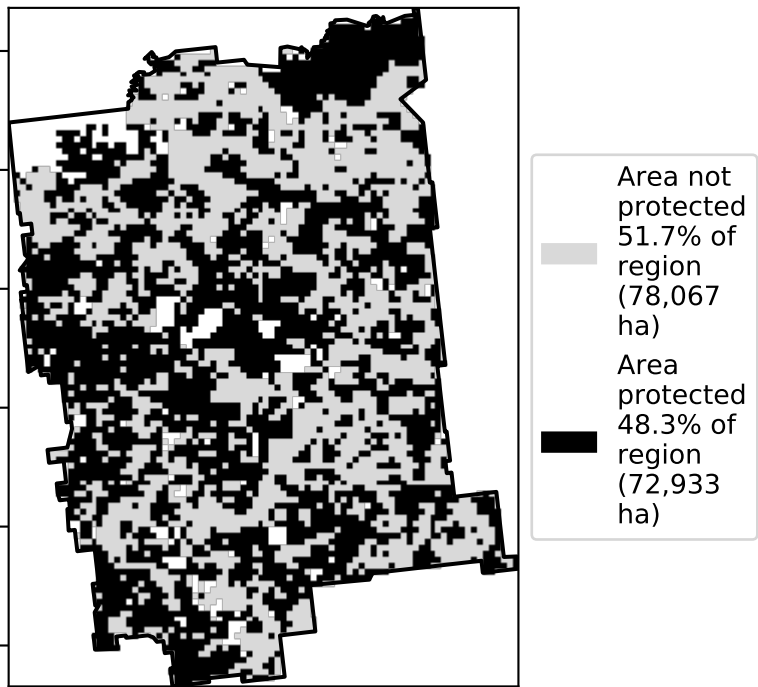 Area not
protected
51.7% of
region
(78,067
ha)
Area
protected
48.3% of
region
(72,933
ha)